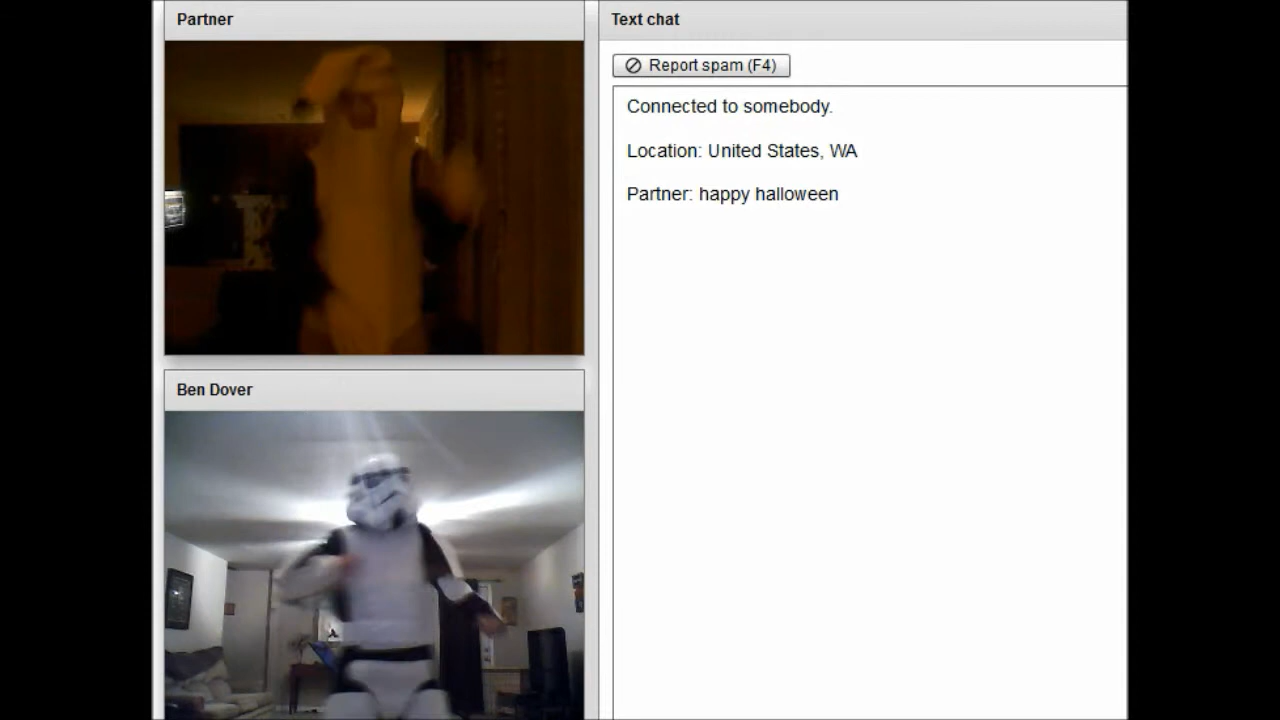 Partner
Text chat
Report spam (F4)
Connected to somebody.
Location: United States, WA
Partner: happy halloween
Ben Dover